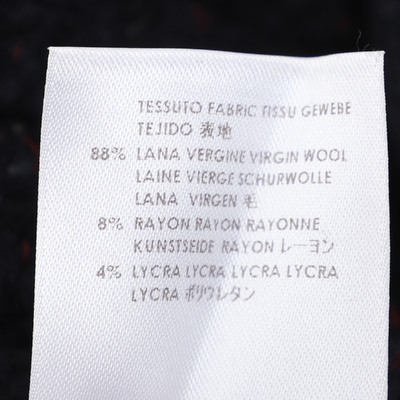 TESSUTO FABRIC TISSU GEWEBE
TEJIDO 表地
88% LANA VERGINE VIRGIN WOOL
LAINE VIERGE SCHURWOLLE
LANA VIRGEN 毛
8% RAYON RAYON RAYONNE
KUNSTSEIDE RAYON レーヨン
4% LYCRA LYCRA LYCRA LYCRA
LYCRA ポリウレタン